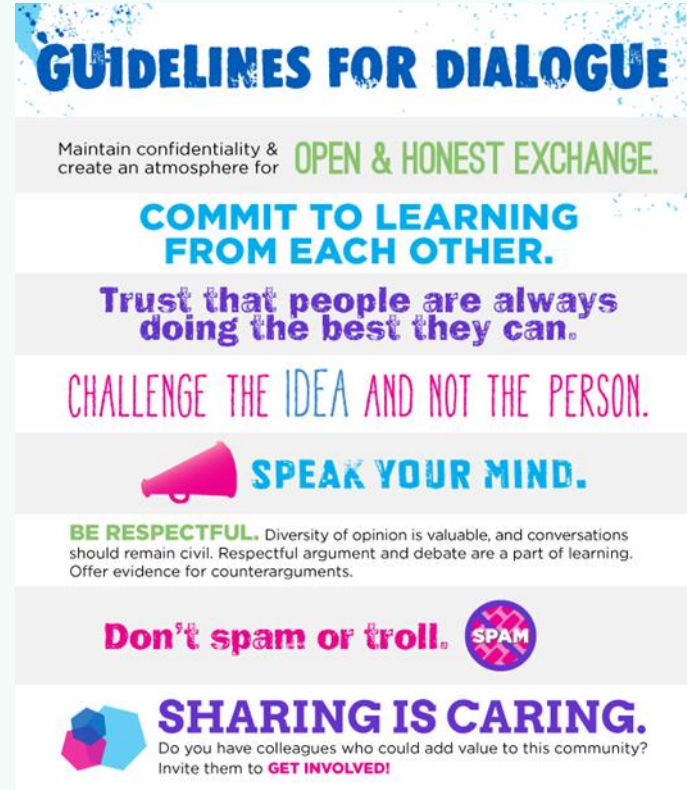 GUIDELINES FOR DIALOGUE
Maintain confidentiality &
create an atmosphere for OPEN & HONEST EXCHANGE.
COMMIT TO LEARNING
FROM EACH OTHER.
Trust that people are always
doing the best they can.
CHALLENGE THE IDEA AND NOT THE PERSON.
SPEAK YOUR MIND.
BE RESPECTFUL. Diversity of opinion is valuable, and conversations
should remain civil. Respectful argument and debate are a part of learning.
Offer evidence for counterarguments.
Don't spam or troll. SPAM
SHARING IS CARING.
Do you have colleagues who could add value to this community?
Invite them to GET INVOLVED!